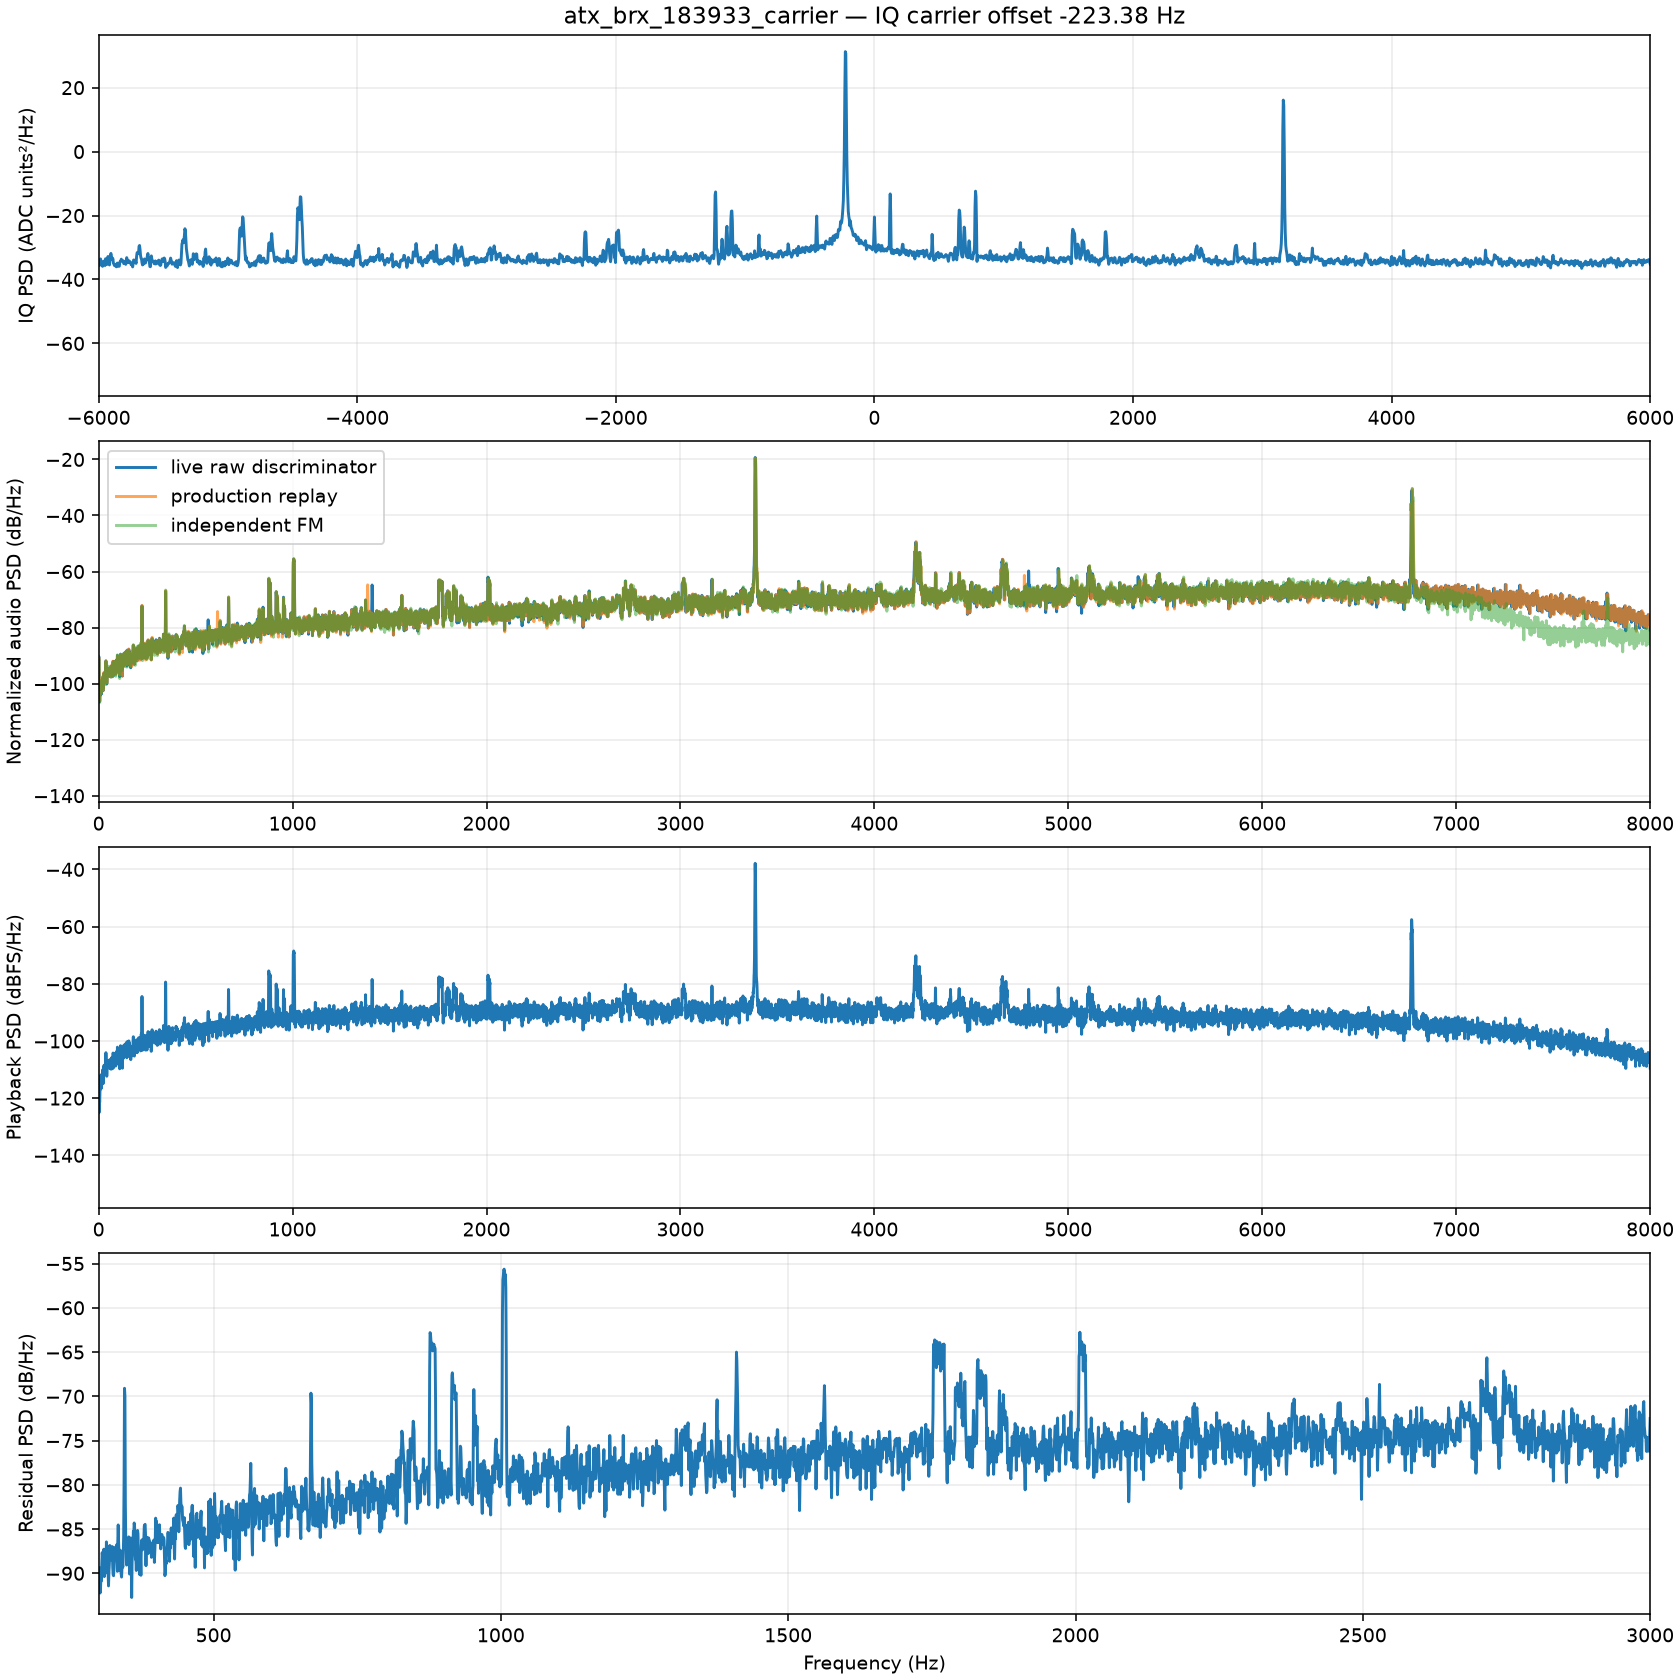 atx_brx_183933_carrier — IQ carrier offset -223.38 Hz
IQ PSD (ADC units²/Hz)
20
0
−20
−40
−60
−6000 −4000 −2000 0 2000 4000 6000
Normalized audio PSD (dB/Hz)
live raw discriminator
production replay
independent FM
−20
−40
−60
−80
−100
−120
−140
0 1000 2000 3000 4000 5000 6000 7000 8000
Playback PSD (dBFS/Hz)
−40
−60
−80
−100
−120
−140
0 1000 2000 3000 4000 5000 6000 7000 8000
Residual PSD (dB/Hz)
−55
−60
−65
−70
−75
−80
−85
−90
500 1000 1500 2000 2500 3000
Frequency (Hz)